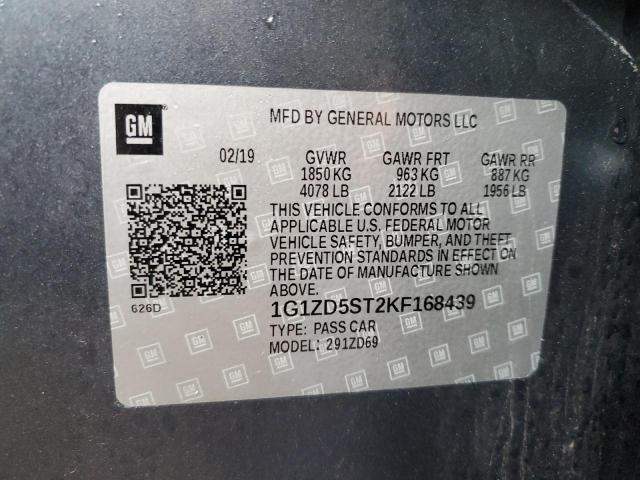 GM
MFD BY GENERAL MOTORS LLC
02/19 GVWR GAWR FRT GAWR RR
1850 KG 963 KG 887 KG
4078 LB 2122 LB 1956 LB
THIS VEHICLE CONFORMS TO ALL
APPLICABLE U.S. FEDERAL MOTOR
VEHICLE SAFETY, BUMPER, AND THEFT
PREVENTION STANDARDS IN EFFECT ON
THE DATE OF MANUFACTURE SHOWN
ABOVE.
626D
1G1ZD5ST2KF168439
TYPE: PASS CAR
MODEL: 291ZD69